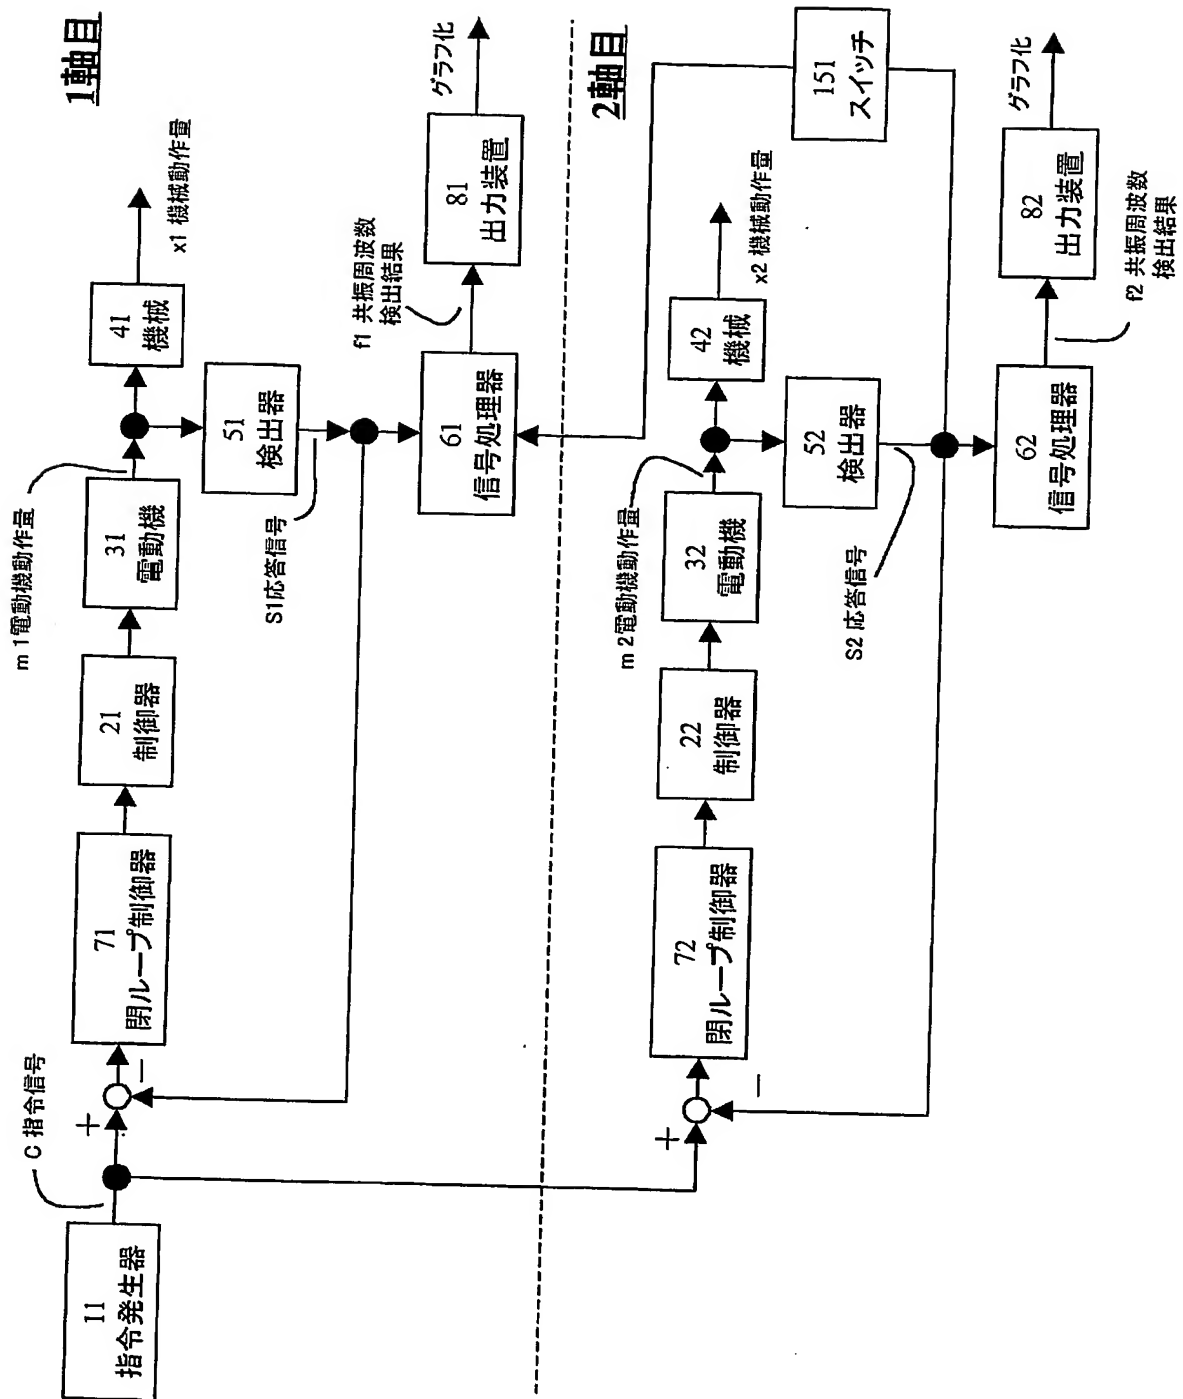 1軸目
11
指令発生器
C 指令信号
+
−
71
閉ループ制御器
21
制御器
31
電動機
m 1電動機動作量
41
機械
x1 機械動作量
51
検出器
S1応答信号
61
信号処理器
f1 共振周波数
検出結果
81
出力装置
グラフ化
2軸目
+
−
72
閉ループ制御器
22
制御器
32
電動機
m 2電動機動作量
42
機械
x2 機械動作量
52
検出器
S2 応答信号
62
信号処理器
f2 共振周波数
検出結果
82
出力装置
グラフ化
151
スイッチ